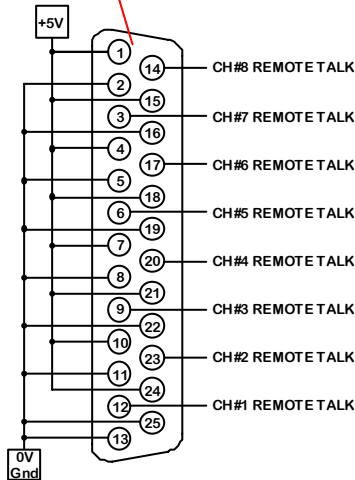 +5V
1
14 CH#8 REMOTE TALK
2
15
3 CH#7 REMOTE TALK
16
4
17 CH#6 REMOTE TALK
5
18
6 CH#5 REMOTE TALK
19
7
20 CH#4 REMOTE TALK
8
21
9 CH#3 REMOTE TALK
22
10
23 CH#2 REMOTE TALK
11
24
12 CH#1 REMOTE TALK
25
13
0V
Gnd